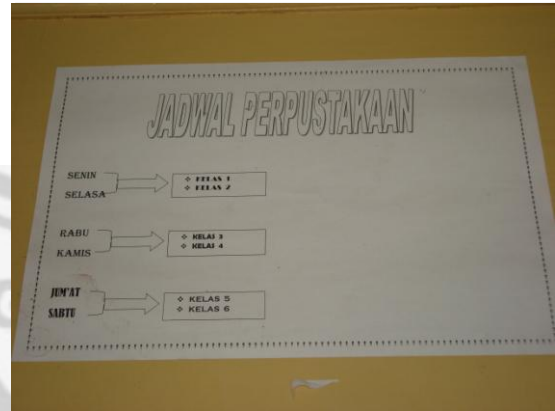 JADWAL PERPUSTAKAAN
SENIN
SELASA
KELAS 1
KELAS 2
RABU
KAMIS
KELAS 3
KELAS 4
JUM'AT
SABTU
KELAS 5
KELAS 6